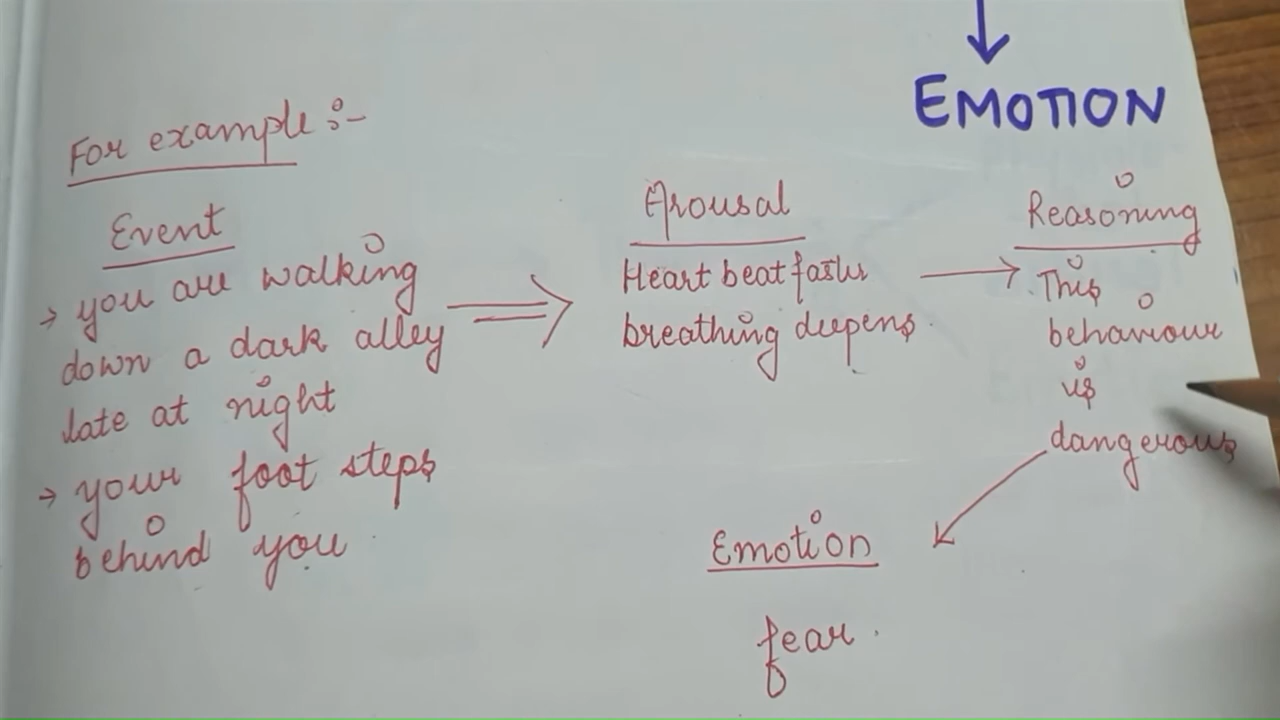 EMOTION
For example :-
Event
→ you are walking
down a dark alley
late at night
→ your foot steps
behind you
Arousal
Heart beat faster
breathing deepens.
Reasoning
This
behaviour
is
dangerous
Emotion
fear.